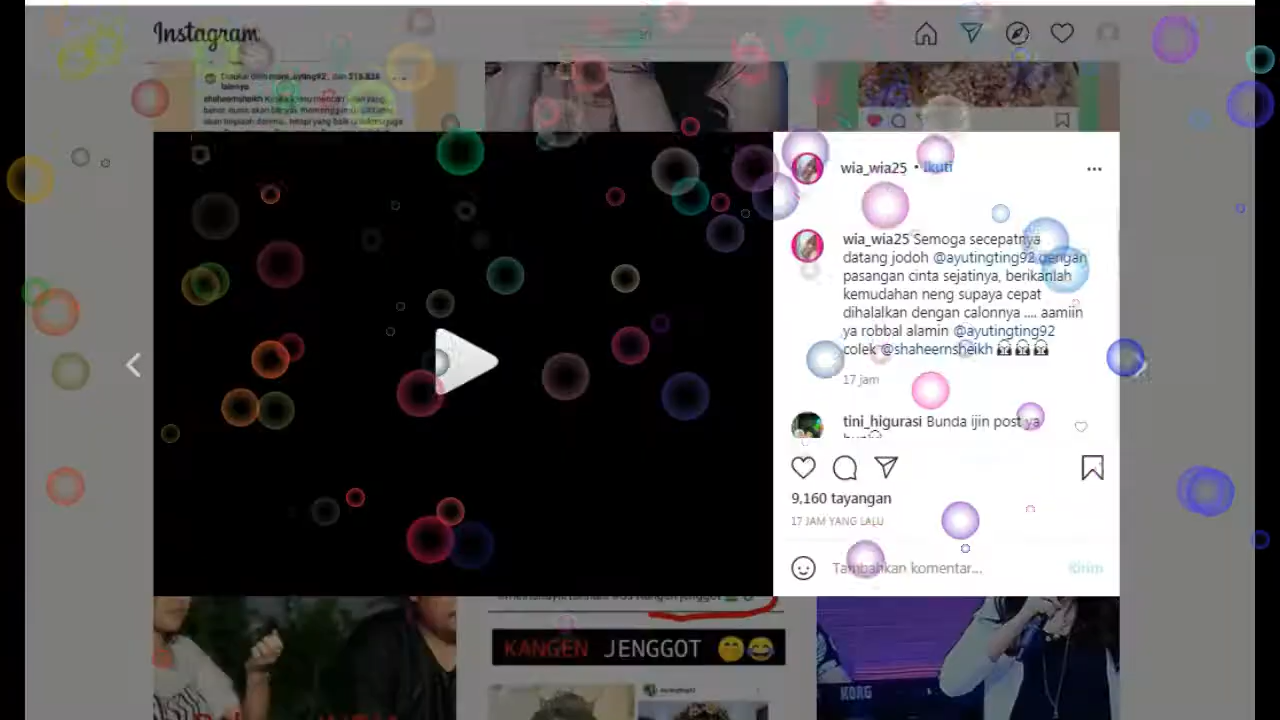 Instagram
wia_wia25 • Ikuti
wia_wia25 Semoga secepatnya
datang jodoh @ayutingting92 dengan
pasangan cinta sejatinya, berikanlah
kemudahan neng supaya cepat
dihalalkan dengan calonnya .... aamiin
ya robbal alamin @ayutingting92
colek @shaheernsheikh
17 jam
tini_higurasi Bunda ijin post ya
9,160 tayangan
17 JAM YANG LALU
Tambahkan komentar...
Kirim
KANGEN JENGGOT
KORG